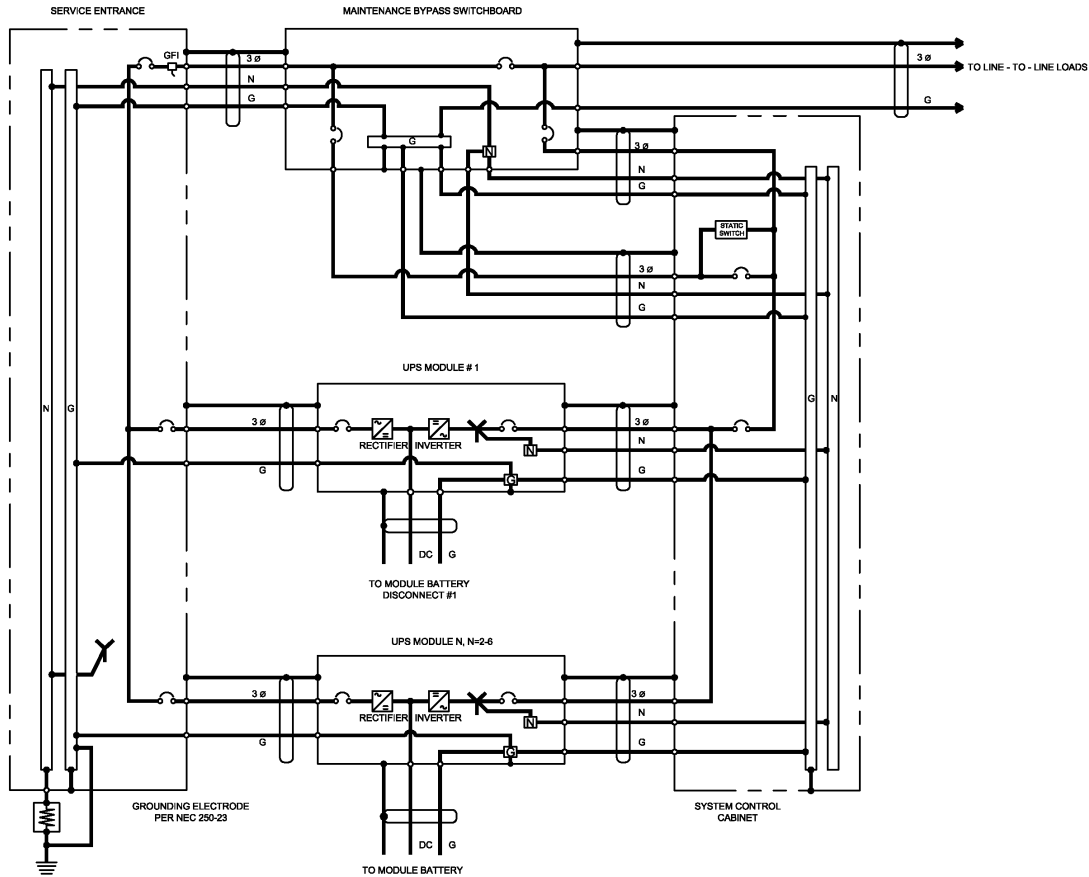 SERVICE ENTRANCE
MAINTENANCE BYPASS SWITCHBOARD
GFI
3 ø
3 ø
TO LINE - TO - LINE LOADS
N
G
G
G
N
3 ø
N
G
STATIC
SWITCH
3 ø
N
G
UPS MODULE # 1
N
G
G
N
3 ø
3 ø
RECTIFIER
INVERTER
N
N
G
G
G
DC
G
TO MODULE BATTERY
DISCONNECT #1
UPS MODULE N, N=2-6
3 ø
3 ø
RECTIFIER
INVERTER
N
N
G
G
G
GROUNDING ELECTRODE
PER NEC 250-23
SYSTEM CONTROL
CABINET
DC
G
TO MODULE BATTERY